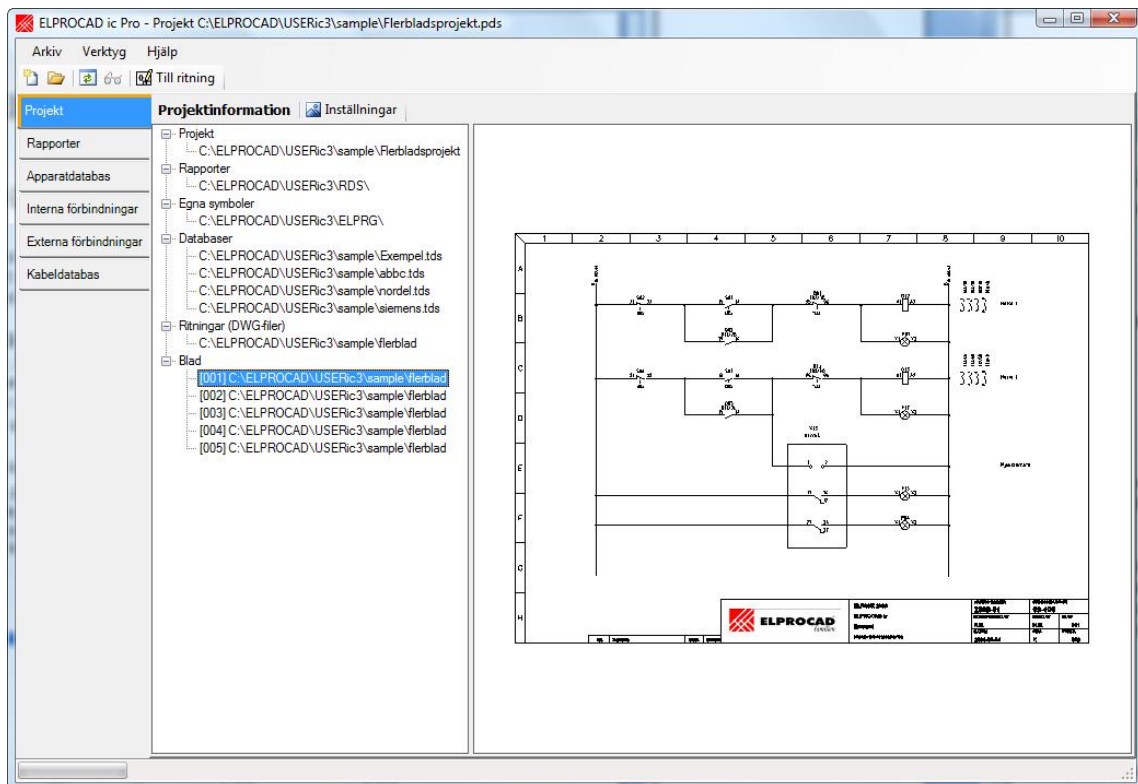 ELPROCAD ic Pro - Projekt C:\ELPROCAD\USERic3\sample\Flerbladsprojekt.pds
Arkiv Verktyg Hjälp
Till ritning
Projekt
Rapporter
Apparatdatabas
Interna förbindningar
Externa förbindningar
Kabeldatabas
Projektinformation Inställningar
Projekt
C:\ELPROCAD\USERic3\sample\Flerbladsprojekt
Rapporter
C:\ELPROCAD\USERic3\RDS\
Egna symboler
C:\ELPROCAD\USERic3\ELPRG\
Databaser
C:\ELPROCAD\USERic3\sample\Exempel.tds
C:\ELPROCAD\USERic3\sample\abbc.tds
C:\ELPROCAD\USERic3\sample\nordel.tds
C:\ELPROCAD\USERic3\sample\siemens.tds
Ritningar (DWG-filer)
C:\ELPROCAD\USERic3\sample\flerblad
Blad
[001] C:\ELPROCAD\USERic3\sample\flerblad
[002] C:\ELPROCAD\USERic3\sample\flerblad
[003] C:\ELPROCAD\USERic3\sample\flerblad
[004] C:\ELPROCAD\USERic3\sample\flerblad
[005] C:\ELPROCAD\USERic3\sample\flerblad
1 2 3 4 5 6 7 8 9 10
A
B
C
D
E
F
G
H
ELPROCAD
familjen